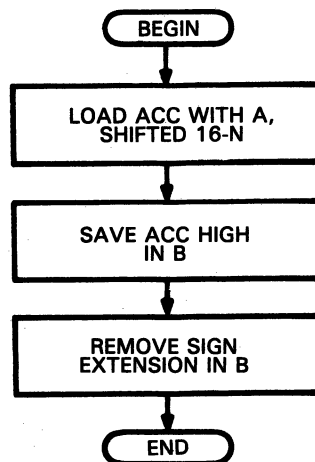 BEGIN
LOAD ACC WITH A,
SHIFTED 16-N
SAVE ACC HIGH
IN B
REMOVE SIGN
EXTENSION IN B
END